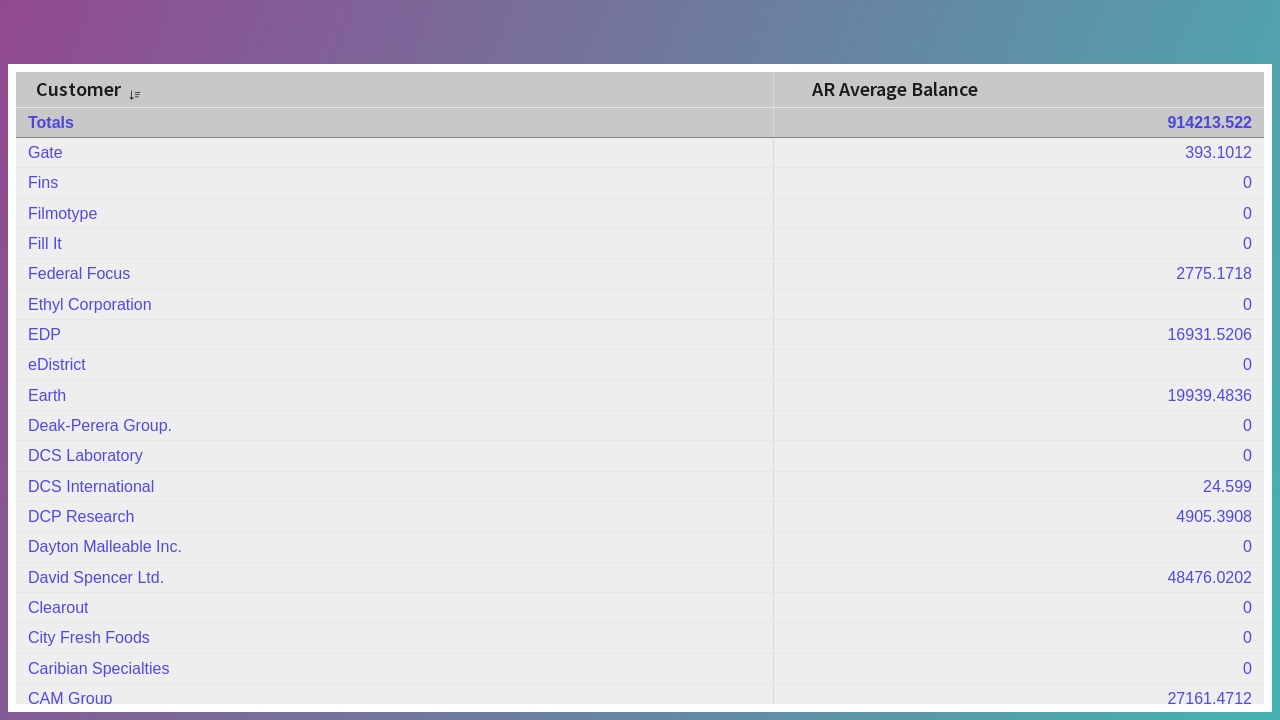 Customer AR Average Balance
Totals 914213.522
Gate 393.1012
Fins 0
Filmotype 0
Fill It 0
Federal Focus 2775.1718
Ethyl Corporation 0
EDP 16931.5206
eDistrict 0
Earth 19939.4836
Deak-Perera Group. 0
DCS Laboratory 0
DCS International 24.599
DCP Research 4905.3908
Dayton Malleable Inc. 0
David Spencer Ltd. 48476.0202
Clearout 0
City Fresh Foods 0
Caribian Specialties 0
CAM Group 27161.4712